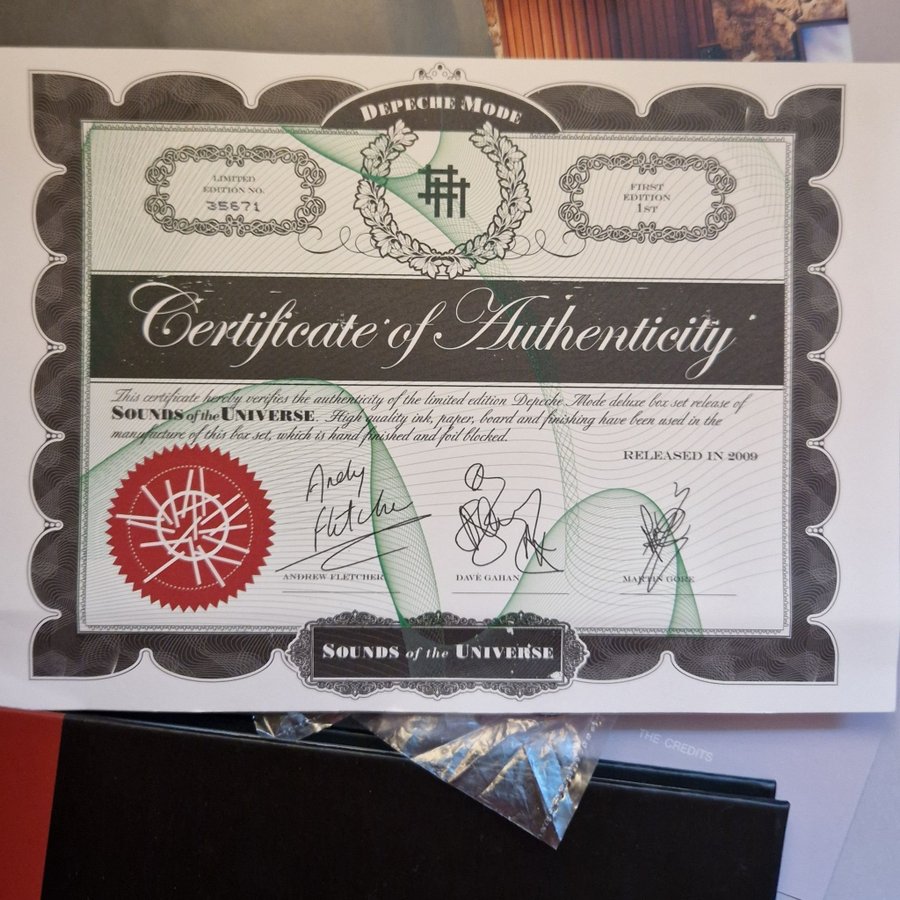 DEPECHE MODE
LIMITED
EDITION NO.
35671
FIRST
EDITION
1ST
Certificate of Authenticity
This certificate hereby verifies the authenticity of the limited edition Depeche Mode deluxe box set release of
SOUNDS of the UNIVERSE. High quality ink, paper, board and finishing have been used in the
manufacture of this box set, which is hand finished and foil blocked.
RELEASED IN 2009
Andy
Fletcher
ANDREW FLETCHER
DAVE GAHAN
MARTIN GORE
SOUNDS of the UNIVERSE
THE CREDITS